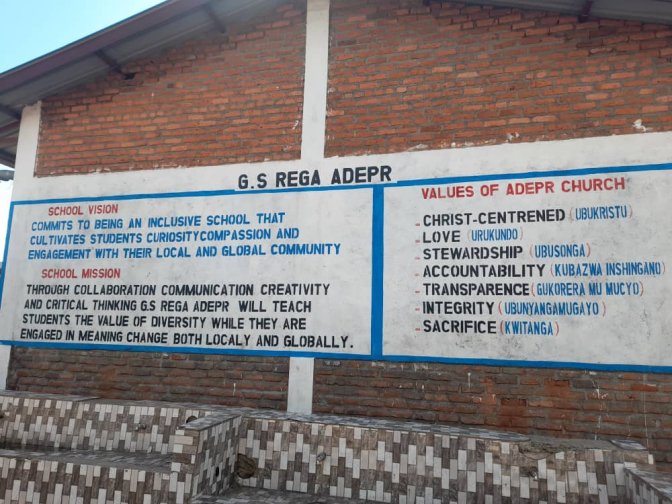 G.S REGA ADEPR
SCHOOL VISION
COMMITS TO BEING AN INCLUSIVE SCHOOL THAT
CULTIVATES STUDENTS CURIOSITYCOMPASSION AND
ENGAGEMENT WITH THEIR LOCAL AND GLOBAL COMMUNITY
SCHOOL MISSION
THROUGH COLLABORATION COMMUNICATION CREATIVITY
AND CRITICAL THINKING G.S REGA ADEPR WILL TEACH
STUDENTS THE VALUE OF DIVERSITY WHILE THEY ARE
ENGAGED IN MEANING CHANGE BOTH LOCALY AND GLOBALLY.
VALUES OF ADEPR CHURCH
- CHRIST-CENTRENED (UBUKRISTU)
- LOVE (URUKUNDO)
- STEWARDSHIP (UBUSONGA)
- ACCOUNTABILITY (KUBAZWA INSHINGANO)
- TRANSPARENCE (GUKORERA MU MUCYO)
- INTEGRITY (UBUNYANGAMUGAYO)
- SACRIFICE (KWITANGA)